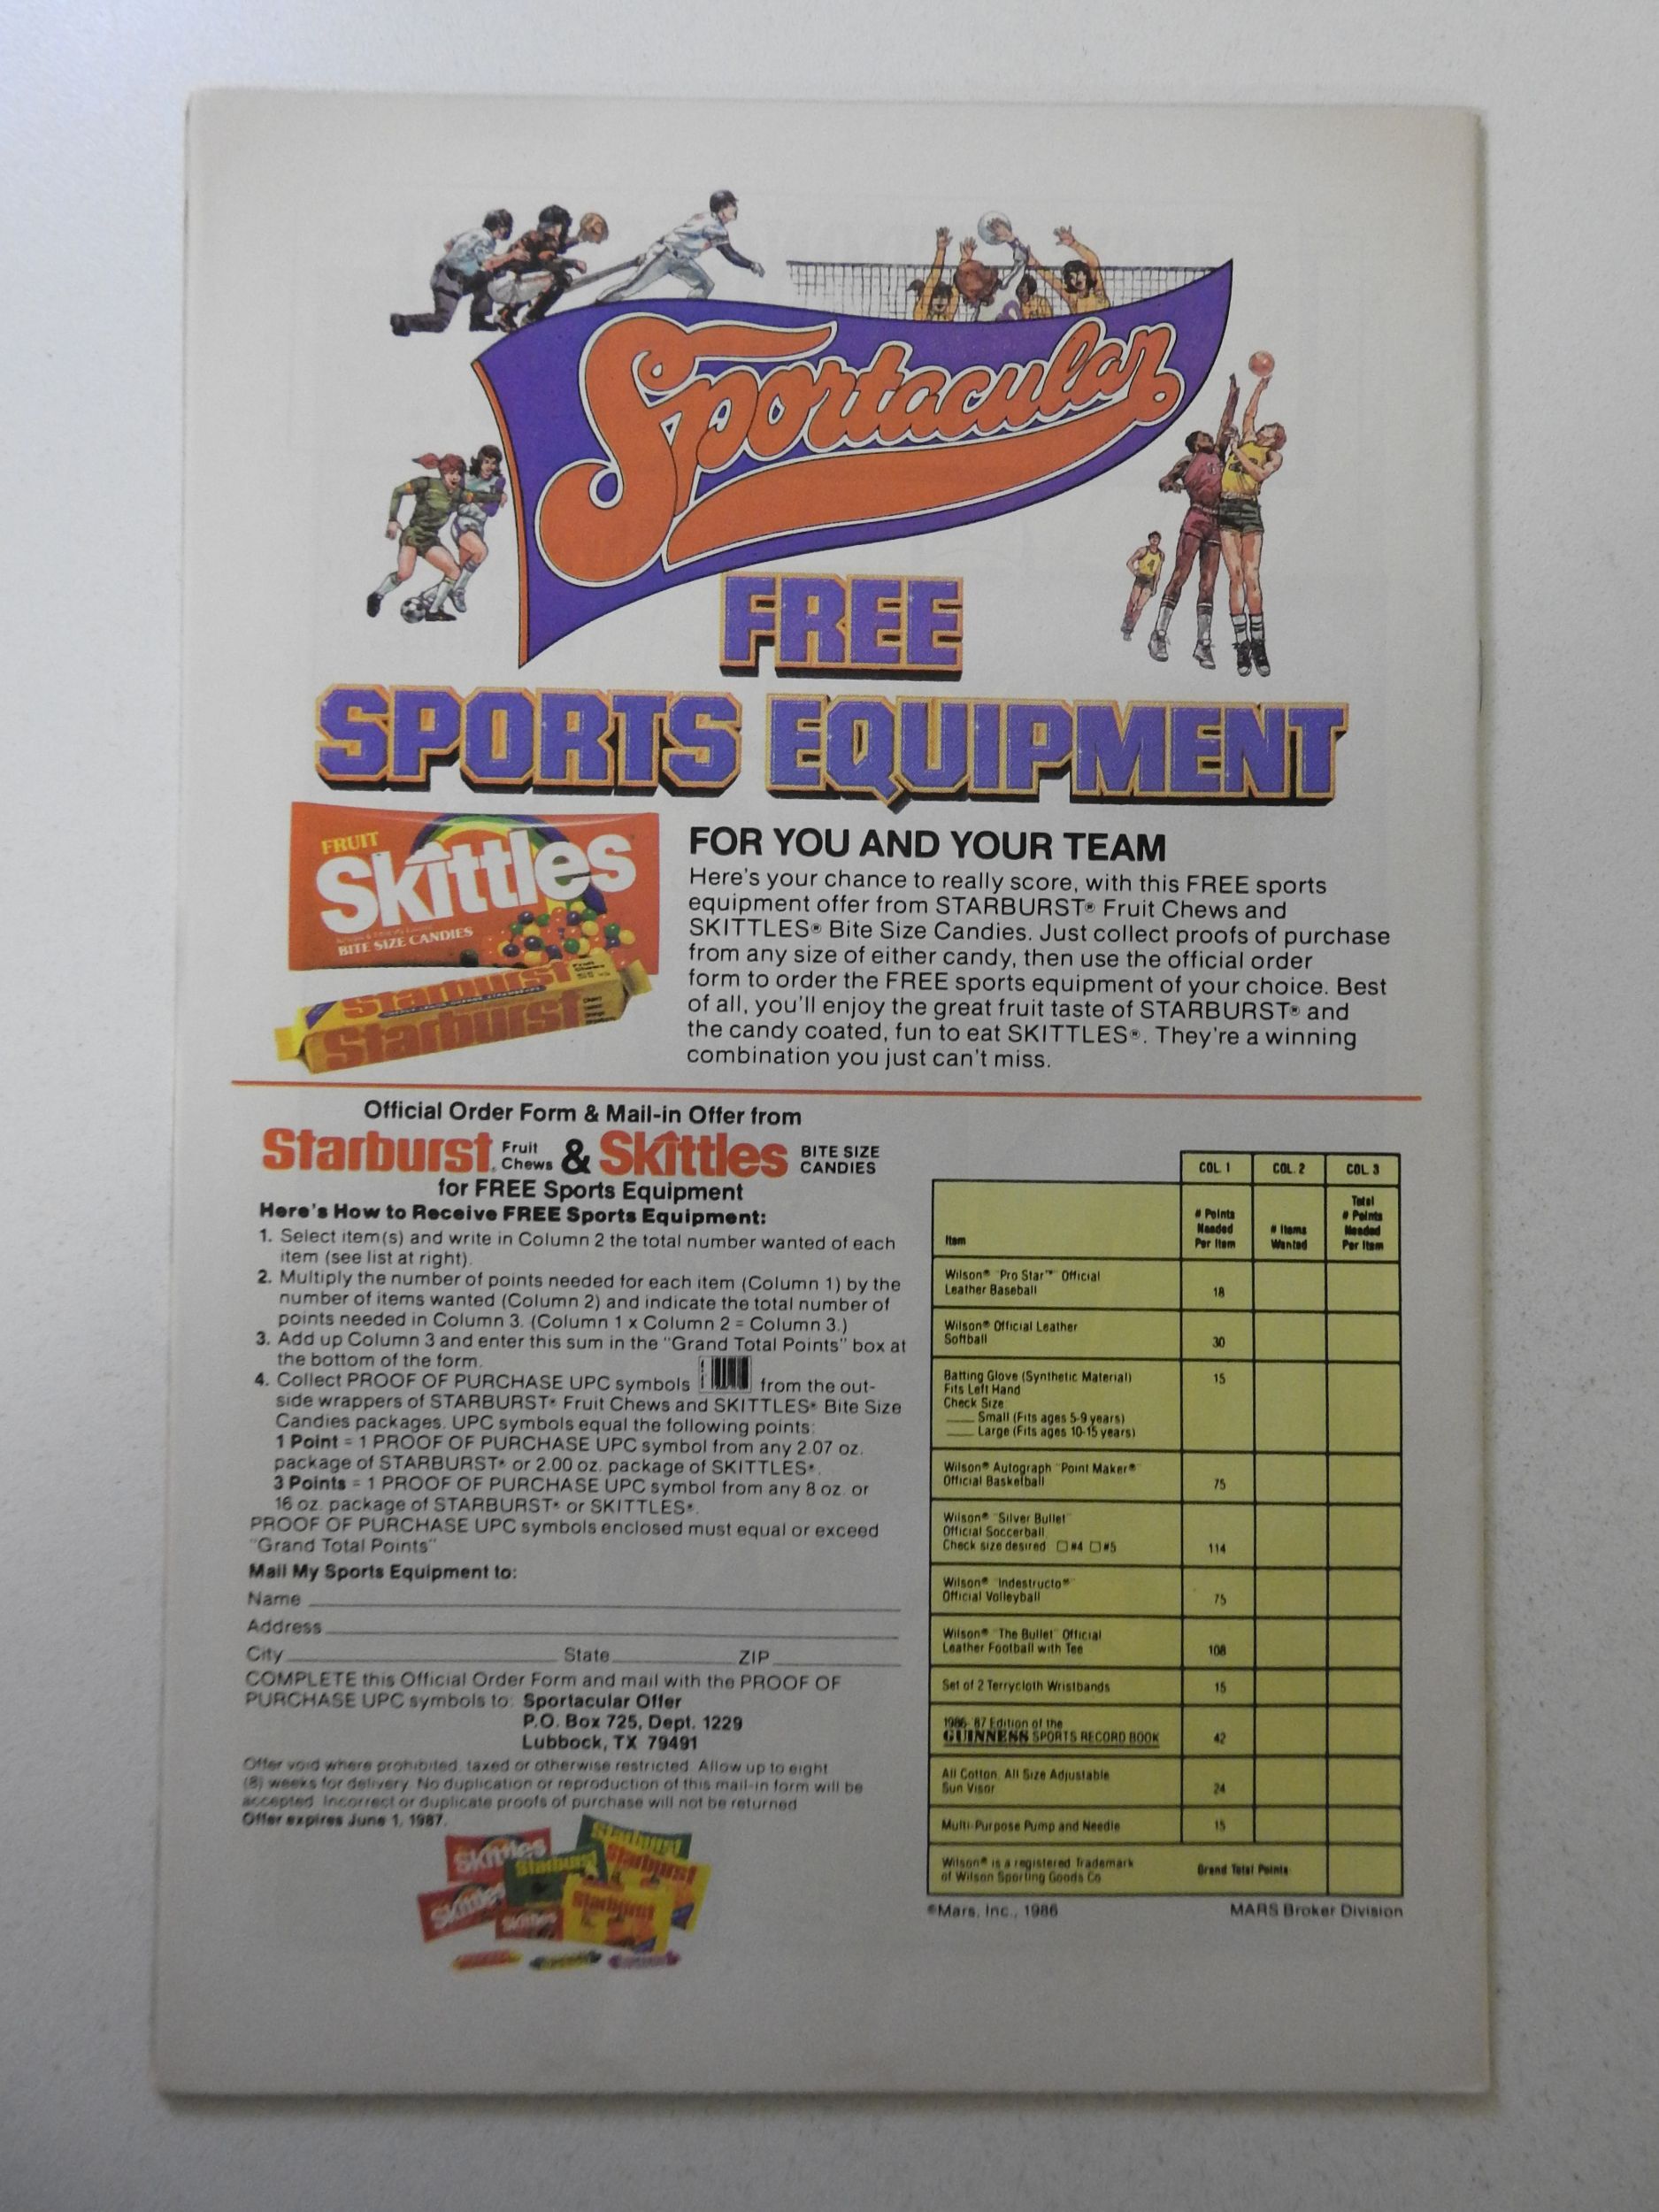 Sportacular
FREE
SPORTS EQUIPMENT
FRUIT
Skittles
BITE SIZE CANDIES
Starburst
Starburst
FOR YOU AND YOUR TEAM
Here's your chance to really score, with this FREE sports
equipment offer from STARBURST® Fruit Chews and
SKITTLES® Bite Size Candies. Just collect proofs of purchase
from any size of either candy, then use the official order
form to order the FREE sports equipment of your choice. Best
of all, you'll enjoy the great fruit taste of STARBURST® and
the candy coated, fun to eat SKITTLES®. They're a winning
combination you just can't miss.
Official Order Form & Mail-in Offer from
Starburst Fruit Chews & Skittles BITE SIZE CANDIES
for FREE Sports Equipment
Here's How to Receive FREE Sports Equipment:
1. Select item(s) and write in Column 2 the total number wanted of each
item (see list at right).
2. Multiply the number of points needed for each item (Column 1) by the
number of items wanted (Column 2) and indicate the total number of
points needed in Column 3. (Column 1 x Column 2 = Column 3.)
3. Add up Column 3 and enter this sum in the "Grand Total Points" box at
the bottom of the form.
4. Collect PROOF OF PURCHASE UPC symbols from the out-
side wrappers of STARBURST® Fruit Chews and SKITTLES® Bite Size
Candies packages. UPC symbols equal the following points:
1 Point = 1 PROOF OF PURCHASE UPC symbol from any 2.07 oz.
package of STARBURST® or 2.00 oz. package of SKITTLES®.
3 Points = 1 PROOF OF PURCHASE UPC symbol from any 8 oz. or
16 oz. package of STARBURST® or SKITTLES®.
PROOF OF PURCHASE UPC symbols enclosed must equal or exceed
"Grand Total Points"
Mail My Sports Equipment to:
Name
Address
City State ZIP
COMPLETE this Official Order Form and mail with the PROOF OF
PURCHASE UPC symbols to: Sportacular Offer
P.O. Box 725, Dept. 1229
Lubbock, TX 79491
Offer void where prohibited, taxed or otherwise restricted. Allow up to eight
(8) weeks for delivery. No duplication or reproduction of this mail-in form will be
accepted. Incorrect or duplicate proofs of purchase will not be returned.
Offer expires June 1, 1987.
Skittles
Starburst
Starburst
Starburst
Skittles
Skittles
Starburst
COL. 1 COL. 2 COL. 3
Item
# Points Needed Per Item
# Items Wanted
Total # Points Needed Per Item
Wilson® "Pro Star"™ Official
Leather Baseball 18
Wilson® Official Leather
Softball 30
Batting Glove (Synthetic Material) 15
Fits Left Hand
Check Size
Small (Fits ages 5-9 years)
Large (Fits ages 10-15 years)
Wilson® Autograph "Point Maker®"
Official Basketball 75
Wilson® "Silver Bullet"
Official Soccerball,
Check size desired #4 #5 114
Wilson® "Indestructo®"
Official Volleyball 75
Wilson® "The Bullet" Official
Leather Football with Tee 108
Set of 2 Terrycloth Wristbands 15
1986-87 Edition of the
GUINNESS SPORTS RECORD BOOK 42
All Cotton, All Size Adjustable
Sun Visor 24
Multi-Purpose Pump and Needle 15
Wilson® is a registered Trademark
of Wilson Sporting Goods Co
Grand Total Points
©Mars, Inc., 1986 MARS Broker Division